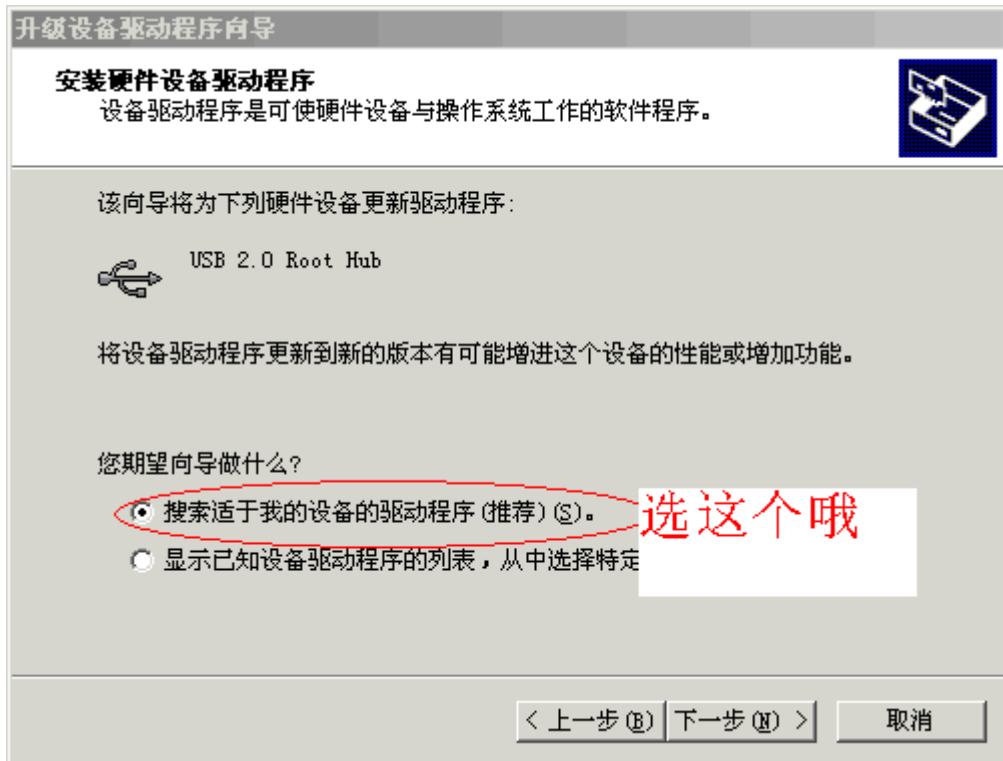 升级设备驱动程序向导
安装硬件设备驱动程序
设备驱动程序是可使硬件设备与操作系统工作的软件程序。
该向导将为下列硬件设备更新驱动程序:
USB 2.0 Root Hub
将设备驱动程序更新到新的版本有可能增进这个设备的性能或增加功能。
您期望向导做什么?
搜索适于我的设备的驱动程序(推荐)(S)。
选这个哦
显示已知设备驱动程序的列表，从中选择特定
< 上一步(B) 下一步(N) > 取消